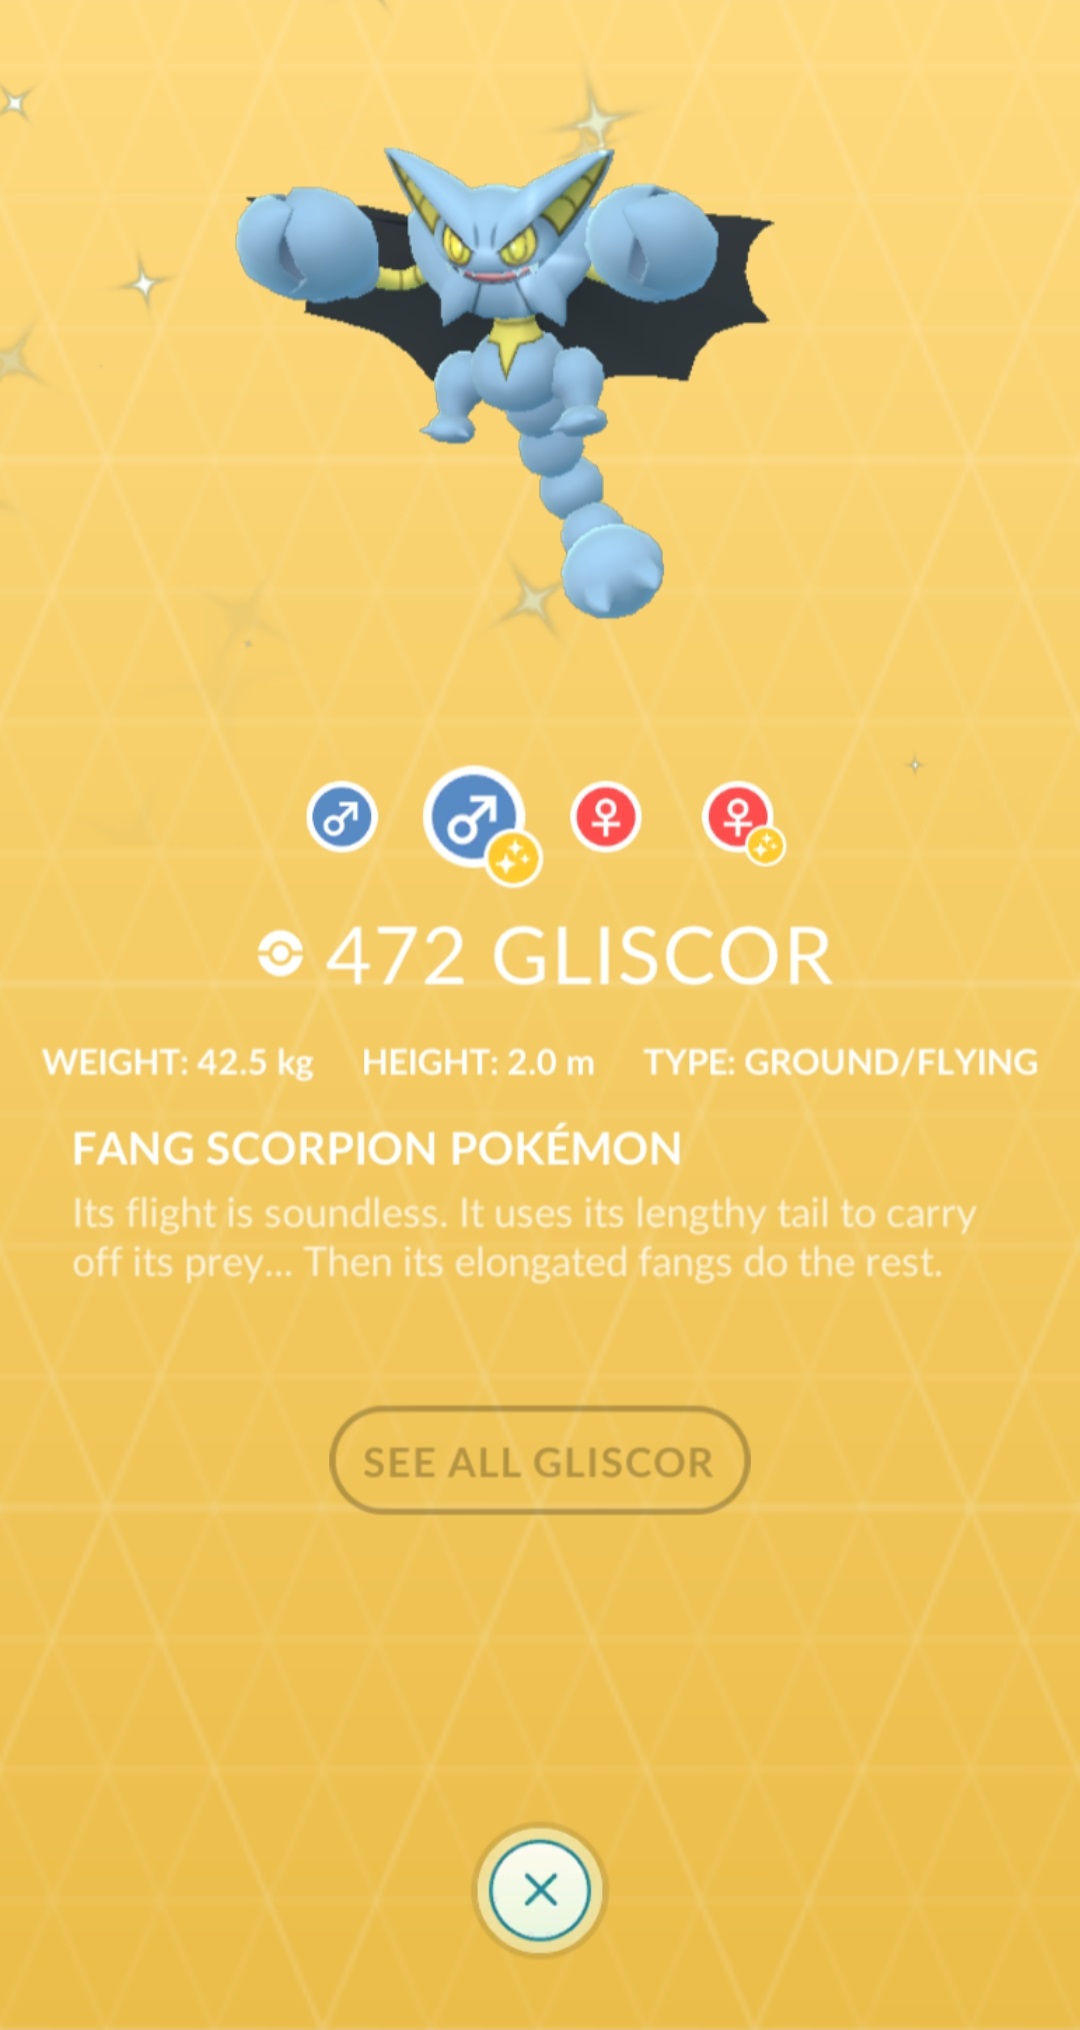 472 GLISCOR
WEIGHT: 42.5 kg HEIGHT: 2.0 m TYPE: GROUND/FLYING
FANG SCORPION POKÉMON
Its flight is soundless. It uses its lengthy tail to carry
off its prey... Then its elongated fangs do the rest.
SEE ALL GLISCOR